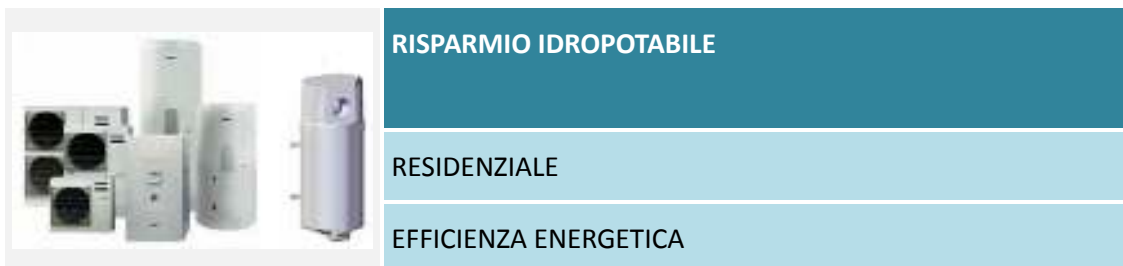 RISPARMIO IDROPOTABILE
RESIDENZIALE
EFFICIENZA ENERGETICA